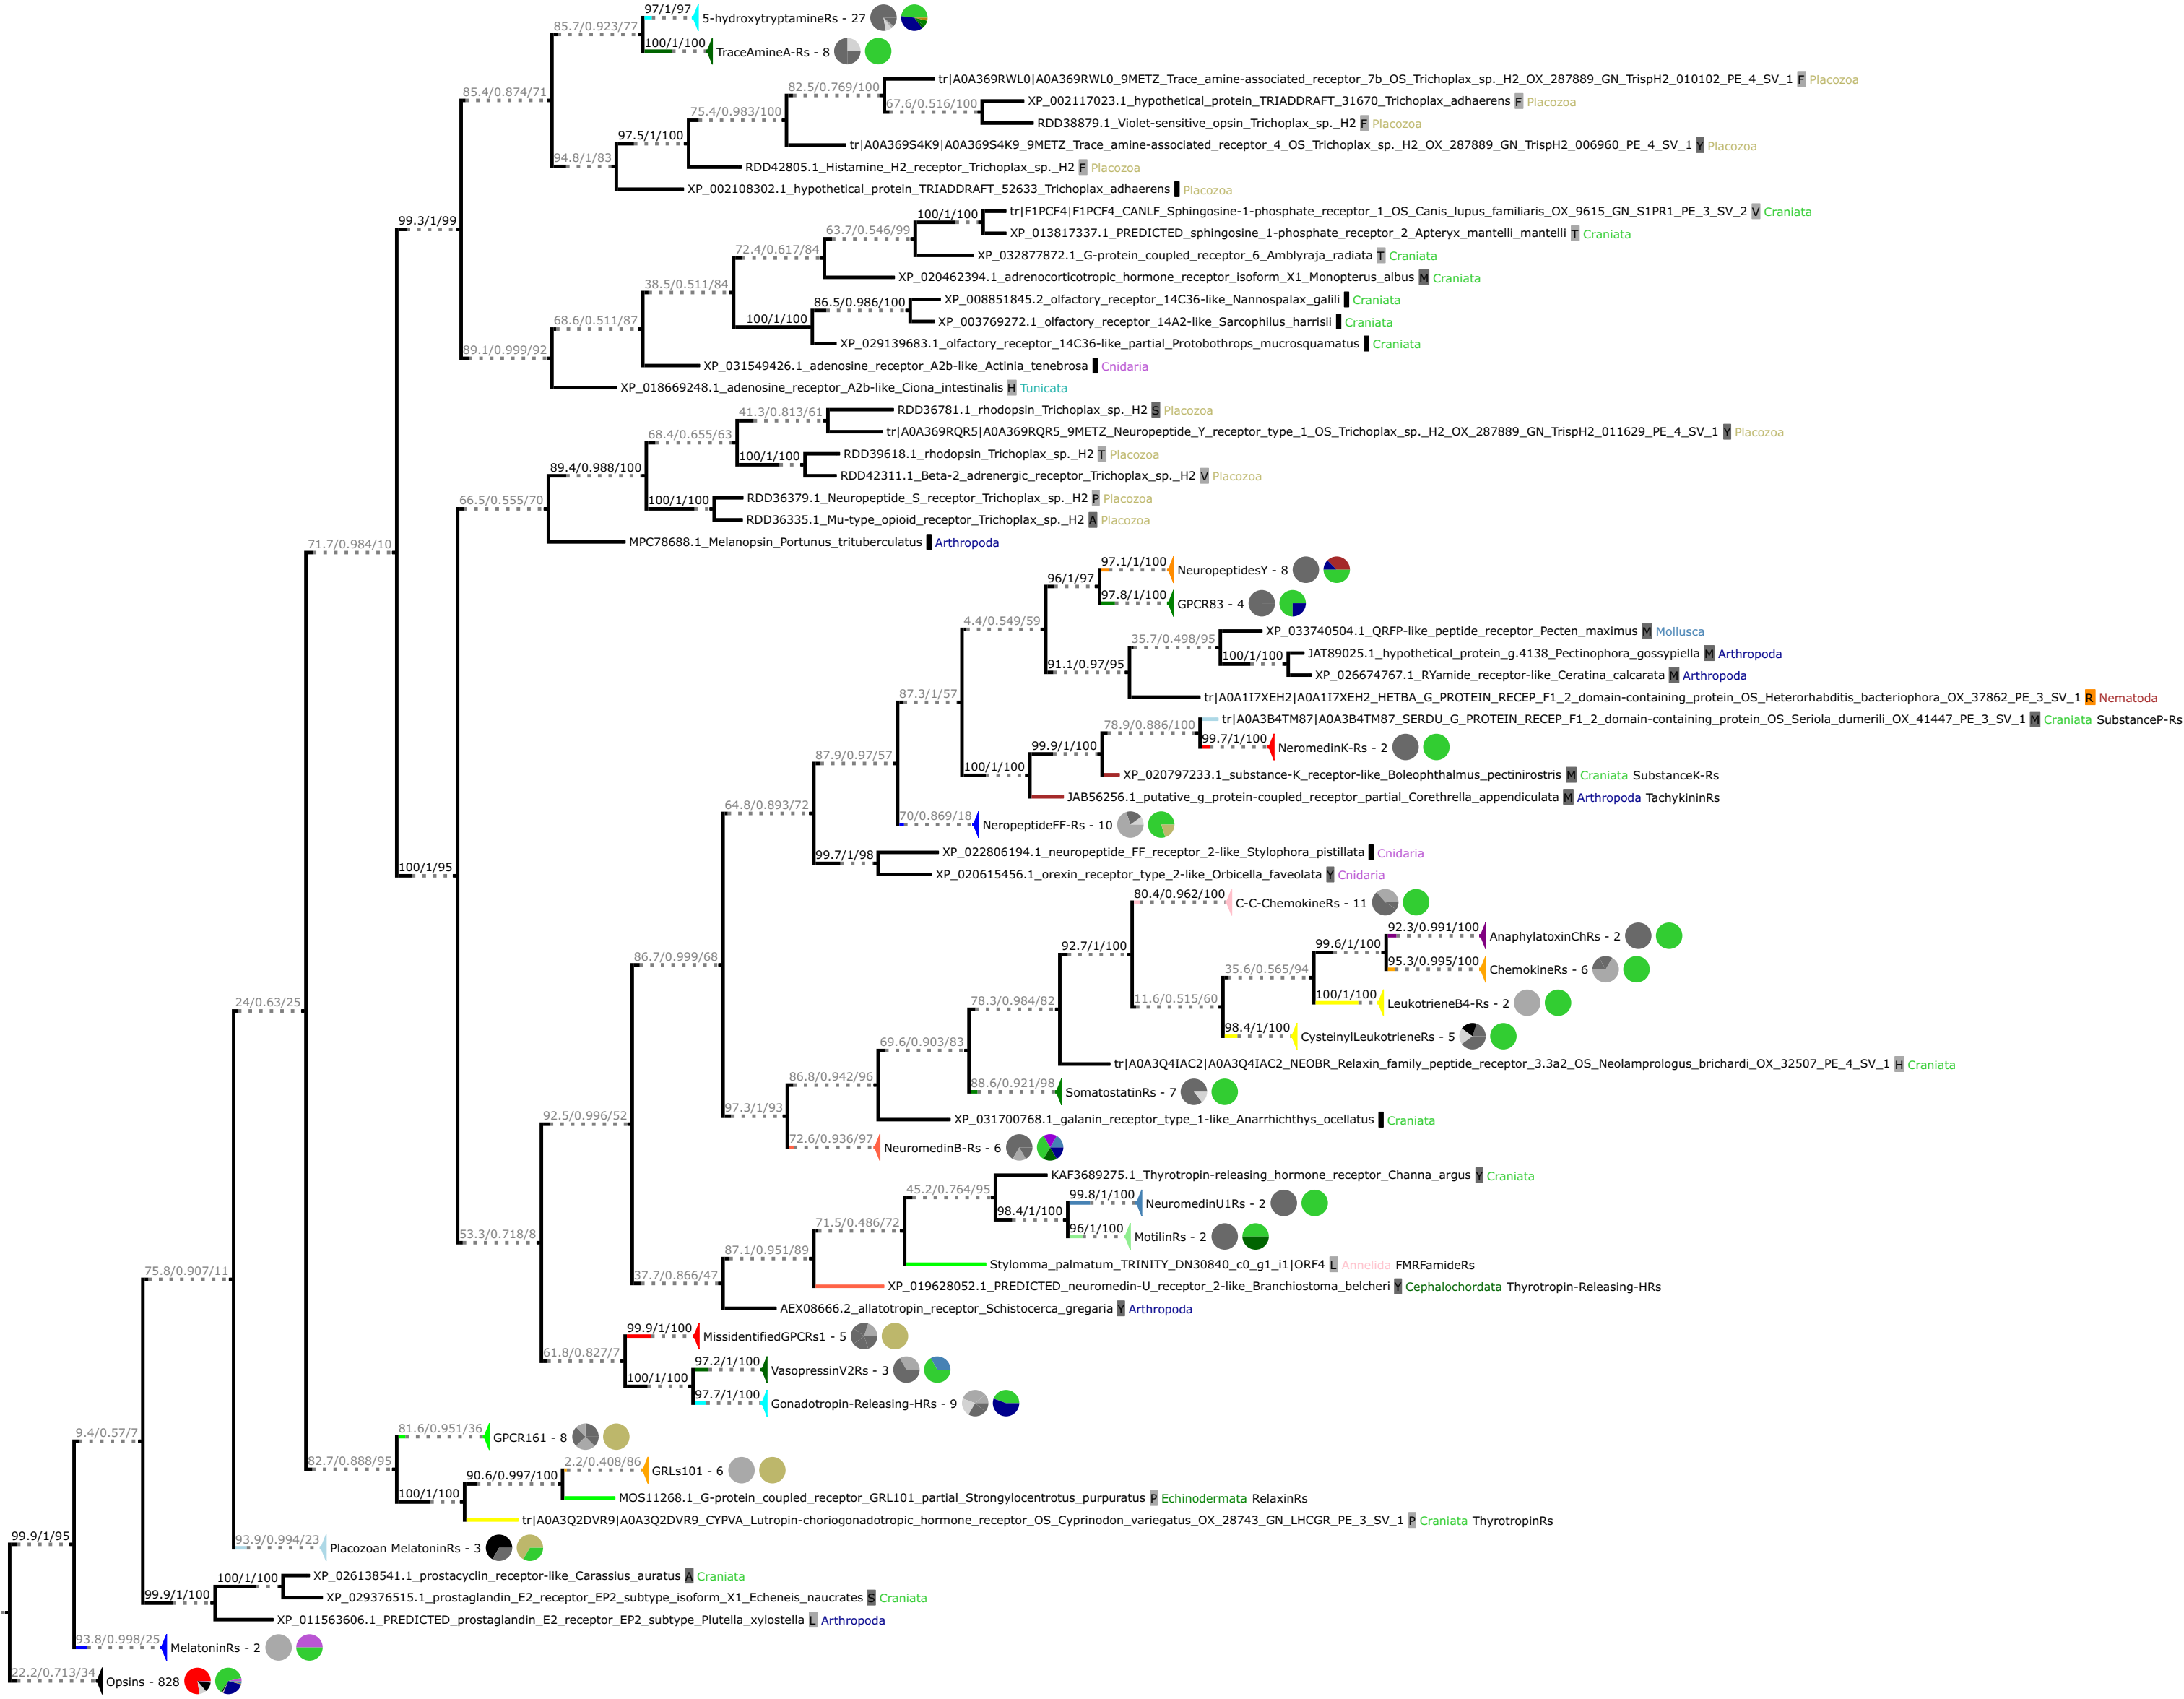 97/1/97
5-hydroxytryptamineRs - 27
85.7/0.923/77
100/1/100
TraceAmineA-Rs - 8
tr|A0A369RWL0|A0A369RWL0_9METZ_Trace_amine-associated_receptor_7b_OS_Trichoplax_sp._H2_OX_287889_GN_TrispH2_010102_PE_4_SV_1 F Placozoa
82.5/0.769/100
85.4/0.874/71
XP_002117023.1_hypothetical_protein_TRIADDRAFT_31670_Trichoplax_adhaerens F Placozoa
67.6/0.516/100
75.4/0.983/100
RDD38879.1_Violet-sensitive_opsin_Trichoplax_sp._H2 F Placozoa
97.5/1/100
tr|A0A369S4K9|A0A369S4K9_9METZ_Trace_amine-associated_receptor_4_OS_Trichoplax_sp._H2_OX_287889_GN_TrispH2_006960_PE_4_SV_1 Y Placozoa
94.8/1/83
RDD42805.1_Histamine_H2_receptor_Trichoplax_sp._H2 F Placozoa
XP_002108302.1_hypothetical_protein_TRIADDRAFT_52633_Trichoplax_adhaerens Placozoa
tr|F1PCF4|F1PCF4_CANLF_Sphingosine-1-phosphate_receptor_1_OS_Canis_lupus_familiaris_OX_9615_GN_S1PR1_PE_3_SV_2 V Craniata
100/1/100
99.3/1/99
XP_013817337.1_PREDICTED_sphingosine_1-phosphate_receptor_2_Apteryx_mantelli_mantelli T Craniata
63.7/0.546/99
XP_032877872.1_G-protein_coupled_receptor_6_Amblyraja_radiata T Craniata
72.4/0.617/84
XP_020462394.1_adrenocorticotropic_hormone_receptor_isoform_X1_Monopterus_albus M Craniata
38.5/0.511/84
XP_008851845.2_olfactory_receptor_14C36-like_Nannospalax_galili Craniata
86.5/0.986/100
100/1/100
XP_003769272.1_olfactory_receptor_14A2-like_Sarcophilus_harrisii Craniata
68.6/0.511/87
XP_029139683.1_olfactory_receptor_14C36-like_partial_Protobothrops_mucrosquamatus Craniata
89.1/0.999/92
XP_031549426.1_adenosine_receptor_A2b-like_Actinia_tenebrosa Cnidaria
XP_018669248.1_adenosine_receptor_A2b-like_Ciona_intestinalis H Tunicata
RDD36781.1_rhodopsin_Trichoplax_sp._H2 S Placozoa
41.3/0.813/61
tr|A0A369RQR5|A0A369RQR5_9METZ_Neuropeptide_Y_receptor_type_1_OS_Trichoplax_sp._H2_OX_287889_GN_TrispH2_011629_PE_4_SV_1 Y Placozoa
68.4/0.655/63
RDD39618.1_rhodopsin_Trichoplax_sp._H2 T Placozoa
100/1/100
89.4/0.988/100
RDD42311.1_Beta-2_adrenergic_receptor_Trichoplax_sp._H2 V Placozoa
RDD36379.1_Neuropeptide_S_receptor_Trichoplax_sp._H2 P Placozoa
100/1/100
66.5/0.555/70
RDD36335.1_Mu-type_opioid_receptor_Trichoplax_sp._H2 A Placozoa
71.7/0.984/10
MPC78688.1_Melanopsin_Portunus_trituberculatus Arthropoda
97.1/1/100
NeuropeptidesY - 8
96/1/97
97.8/1/100
GPCR83 - 4
4.4/0.549/59
XP_033740504.1_QRFP-like_peptide_receptor_Pecten_maximus M Mollusca
35.7/0.498/95
JAT89025.1_hypothetical_protein_g.4138_Pectinophora_gossypiella M Arthropoda
100/1/100
91.1/0.97/95
XP_026674767.1_RYamide_receptor-like_Ceratina_calcarata M Arthropoda
87.3/1/57
tr|A0A1I7XEH2|A0A1I7XEH2_HETBA_G_PROTEIN_RECEP_F1_2_domain-containing_protein_OS_Heterorhabditis_bacteriophora_OX_37862_PE_3_SV_1 R Nematoda
tr|A0A3B4TM87|A0A3B4TM87_SERDU_G_PROTEIN_RECEP_F1_2_domain-containing_protein_OS_Seriola_dumerili_OX_41447_PE_3_SV_1 M Craniata SubstanceP-Rs
78.9/0.886/100
99.7/1/100
NeromedinK-Rs - 2
87.9/0.97/57
99.9/1/100
100/1/100
XP_020797233.1_substance-K_receptor-like_Boleophthalmus_pectinirostris M Craniata SubstanceK-Rs
JAB56256.1_putative_g_protein-coupled_receptor_partial_Corethrella_appendiculata M Arthropoda TachykininRs
64.8/0.893/72
70/0.869/18
NeropeptideFF-Rs - 10
XP_022806194.1_neuropeptide_FF_receptor_2-like_Stylophora_pistillata Cnidaria
99.7/1/98
100/1/95
XP_020615456.1_orexin_receptor_type_2-like_Orbicella_faveolata Y Cnidaria
80.4/0.962/100
C-C-ChemokineRs - 11
92.3/0.991/100
AnaphylatoxinChRs - 2
92.7/1/100
99.6/1/100
86.7/0.999/68
95.3/0.995/100
ChemokineRs - 6
35.6/0.565/94
100/1/100
LeukotrieneB4-Rs - 2
24/0.63/25
78.3/0.984/82
11.6/0.515/60
98.4/1/100
CysteinylLeukotrieneRs - 5
69.6/0.903/83
tr|A0A3Q4IAC2|A0A3Q4IAC2_NEOBR_Relaxin_family_peptide_receptor_3.3a2_OS_Neolamprologus_brichardi_OX_32507_PE_4_SV_1 H Craniata
86.8/0.942/96
88.6/0.921/98
SomatostatinRs - 7
97.3/1/93
92.5/0.996/52
XP_031700768.1_galanin_receptor_type_1-like_Anarrhichthys_ocellatus Craniata
72.6/0.936/97
NeuromedinB-Rs - 6
KAF3689275.1_Thyrotropin-releasing_hormone_receptor_Channa_argus Y Craniata
45.2/0.764/95
99.8/1/100
NeuromedinU1Rs - 2
98.4/1/100
71.5/0.486/72
96/1/100
MotilinRs - 2
53.3/0.718/8
87.1/0.951/89
Stylomma_palmatum_TRINITY_DN30840_c0_g1_i1|ORF4 L Annelida FMRFamideRs
75.8/0.907/11
37.7/0.866/47
XP_019628052.1_PREDICTED_neuromedin-U_receptor_2-like_Branchiostoma_belcheri Y Cephalochordata Thyrotropin-Releasing-HRs
AEX08666.2_allatotropin_receptor_Schistocerca_gregaria Y Arthropoda
99.9/1/100
MissidentifiedGPCRs1 - 5
61.8/0.827/7
97.2/1/100
VasopressinV2Rs - 3
100/1/100
97.7/1/100
Gonadotropin-Releasing-HRs - 9
9.4/0.57/7
81.6/0.951/36
GPCR161 - 8
82.7/0.888/95
2.2/0.408/86
GRLs101 - 6
90.6/0.997/100
100/1/100
MOS11268.1_G-protein_coupled_receptor_GRL101_partial_Strongylocentrotus_purpuratus P Echinodermata RelaxinRs
tr|A0A3Q2DVR9|A0A3Q2DVR9_CYPVA_Lutropin-choriogonadotropic_hormone_receptor_OS_Cyprinodon_variegatus_OX_28743_GN_LHCGR_PE_3_SV_1 P Craniata ThyrotropinRs
99.9/1/95
93.9/0.994/23
Placozoan MelatoninRs - 3
XP_026138541.1_prostacyclin_receptor-like_Carassius_auratus A Craniata
100/1/100
99.9/1/100
XP_029376515.1_prostaglandin_E2_receptor_EP2_subtype_isoform_X1_Echeneis_naucrates S Craniata
XP_011563606.1_PREDICTED_prostaglandin_E2_receptor_EP2_subtype_Plutella_xylostella L Arthropoda
93.8/0.998/25
MelatoninRs - 2
22.2/0.713/34
Opsins - 828